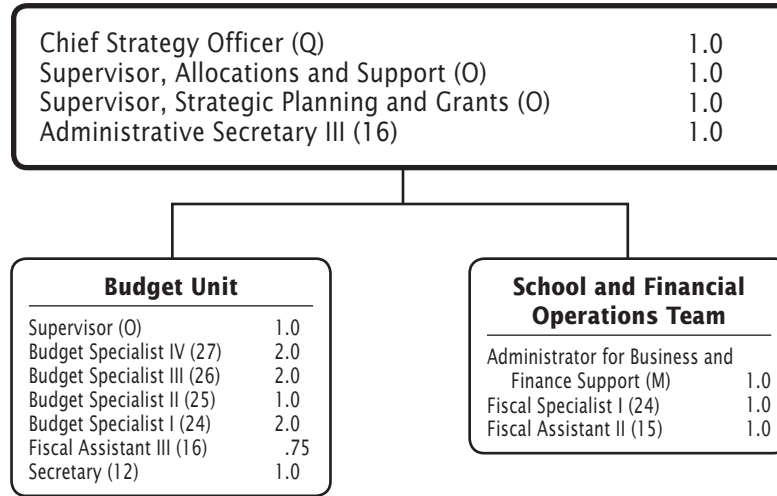 Chief Strategy Officer (Q) 1.0
Supervisor, Allocations and Support (O) 1.0
Supervisor, Strategic Planning and Grants (O) 1.0
Administrative Secretary III (16) 1.0
Budget Unit
Supervisor (O) 1.0
Budget Specialist IV (27) 2.0
Budget Specialist III (26) 2.0
Budget Specialist II (25) 1.0
Budget Specialist I (24) 2.0
Fiscal Assistant III (16) .75
Secretary (12) 1.0
School and Financial
Operations Team
Administrator for Business and
Finance Support (M) 1.0
Fiscal Specialist I (24) 1.0
Fiscal Assistant II (15) 1.0